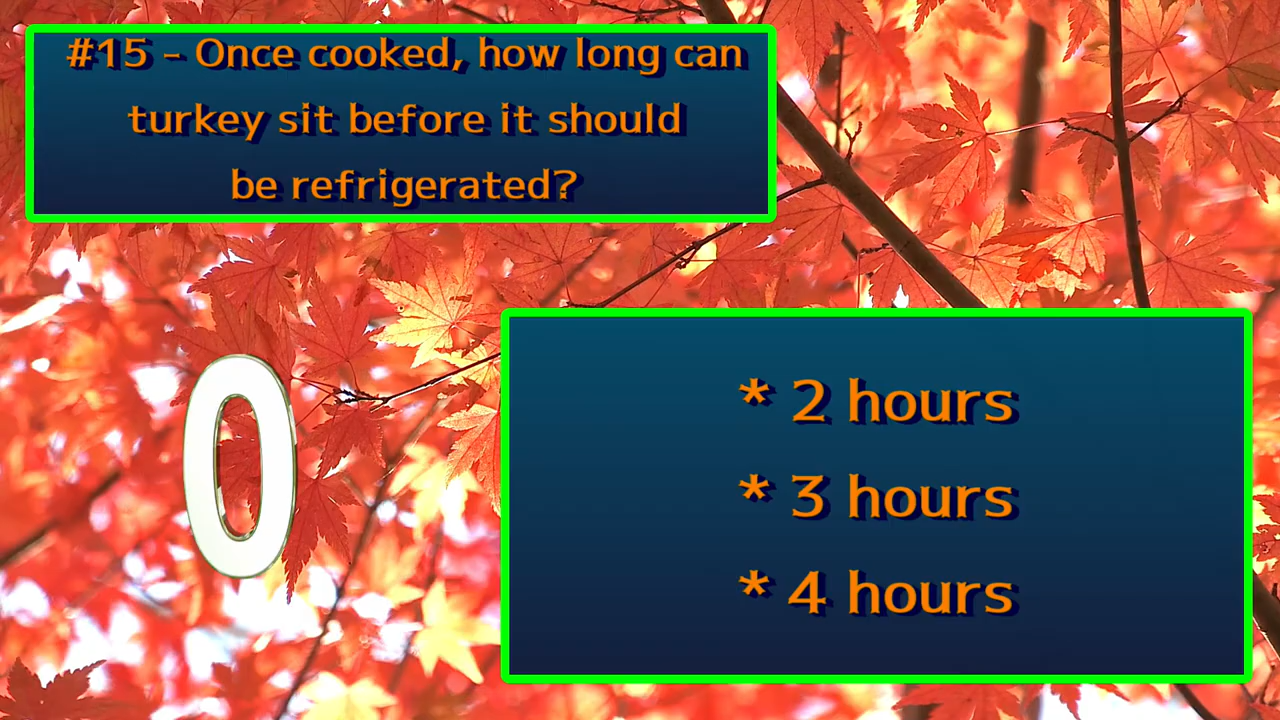 #15 - Once cooked, how long can
turkey sit before it should
be refrigerated?
0
* 2 hours
* 3 hours
* 4 hours